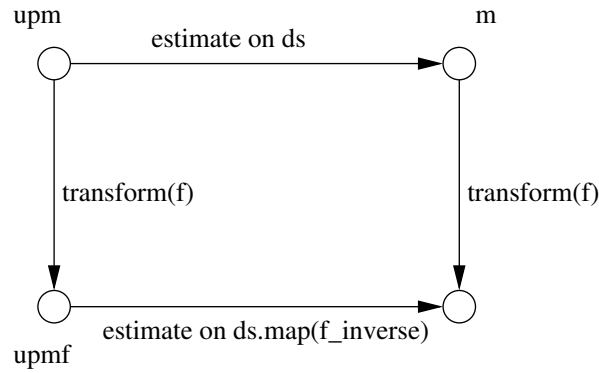 upm
m
estimate on ds
transform(f)
transform(f)
estimate on ds.map(f_inverse)
upmf